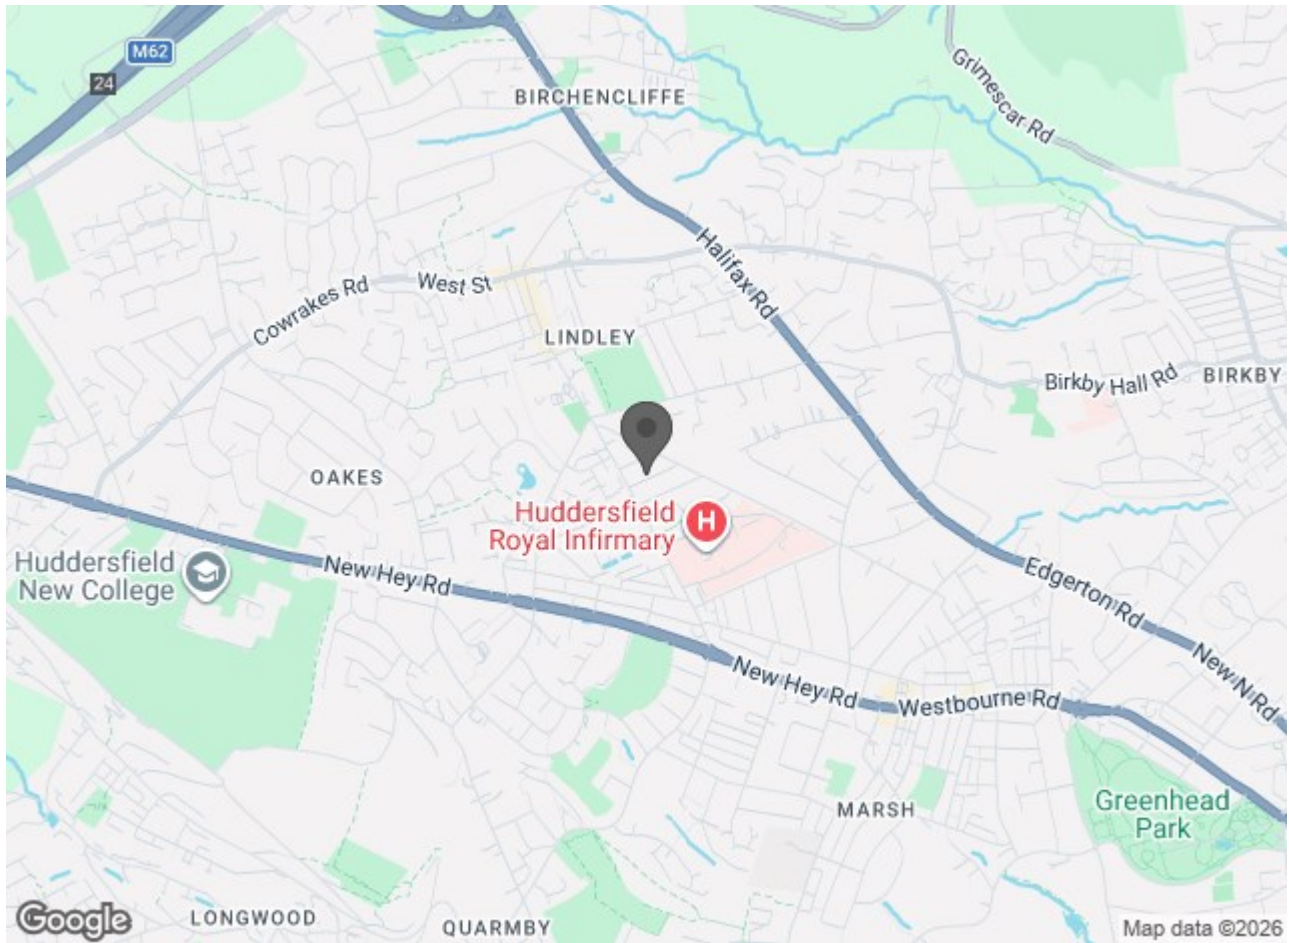 M62
24
BIRCHENCLIFFE
Grimescar Rd
Halifax Rd
Cowrakes Rd
West St
LINDLEY
Birkby Hall Rd
BIRKBY
OAKES
Huddersfield
Royal Infirmary
H
Huddersfield
New College
New Hey Rd
Edgerton Rd
New N Rd
New Hey Rd
Westbourne Rd
MARSH
Greenhead
Park
LONGWOOD
QUARMBY
Google
Map data ©2026